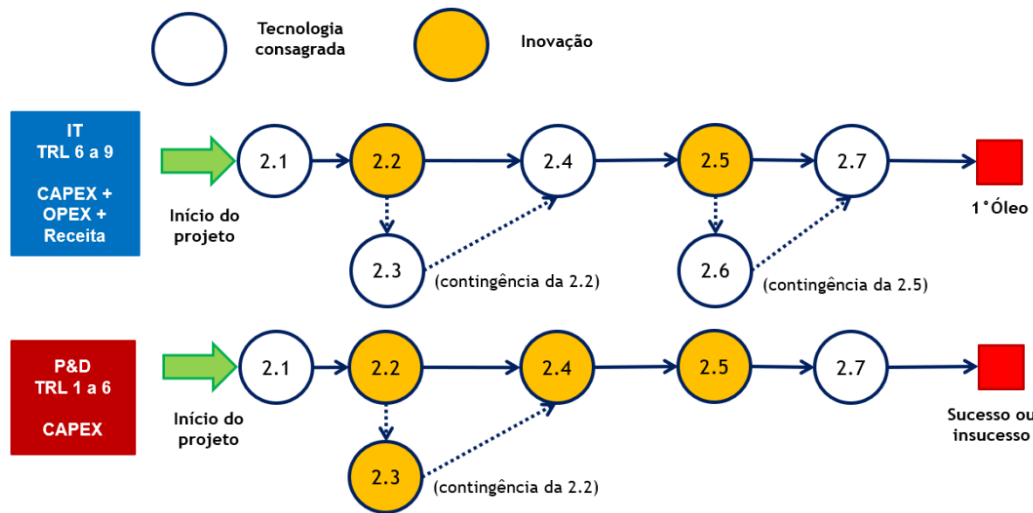 Tecnologia
consagrada
Inovação
IT
TRL 6 a 9
CAPEX +
OPEX +
Receita
Início do
projeto
2.1
2.2
2.4
2.5
2.7
1°Óleo
2.3
(contingência da 2.2)
2.6
(contingência da 2.5)
P&D
TRL 1 a 6
CAPEX
Início do
projeto
2.1
2.2
2.4
2.5
2.7
Sucesso ou
insucesso
2.3
(contingência da 2.2)